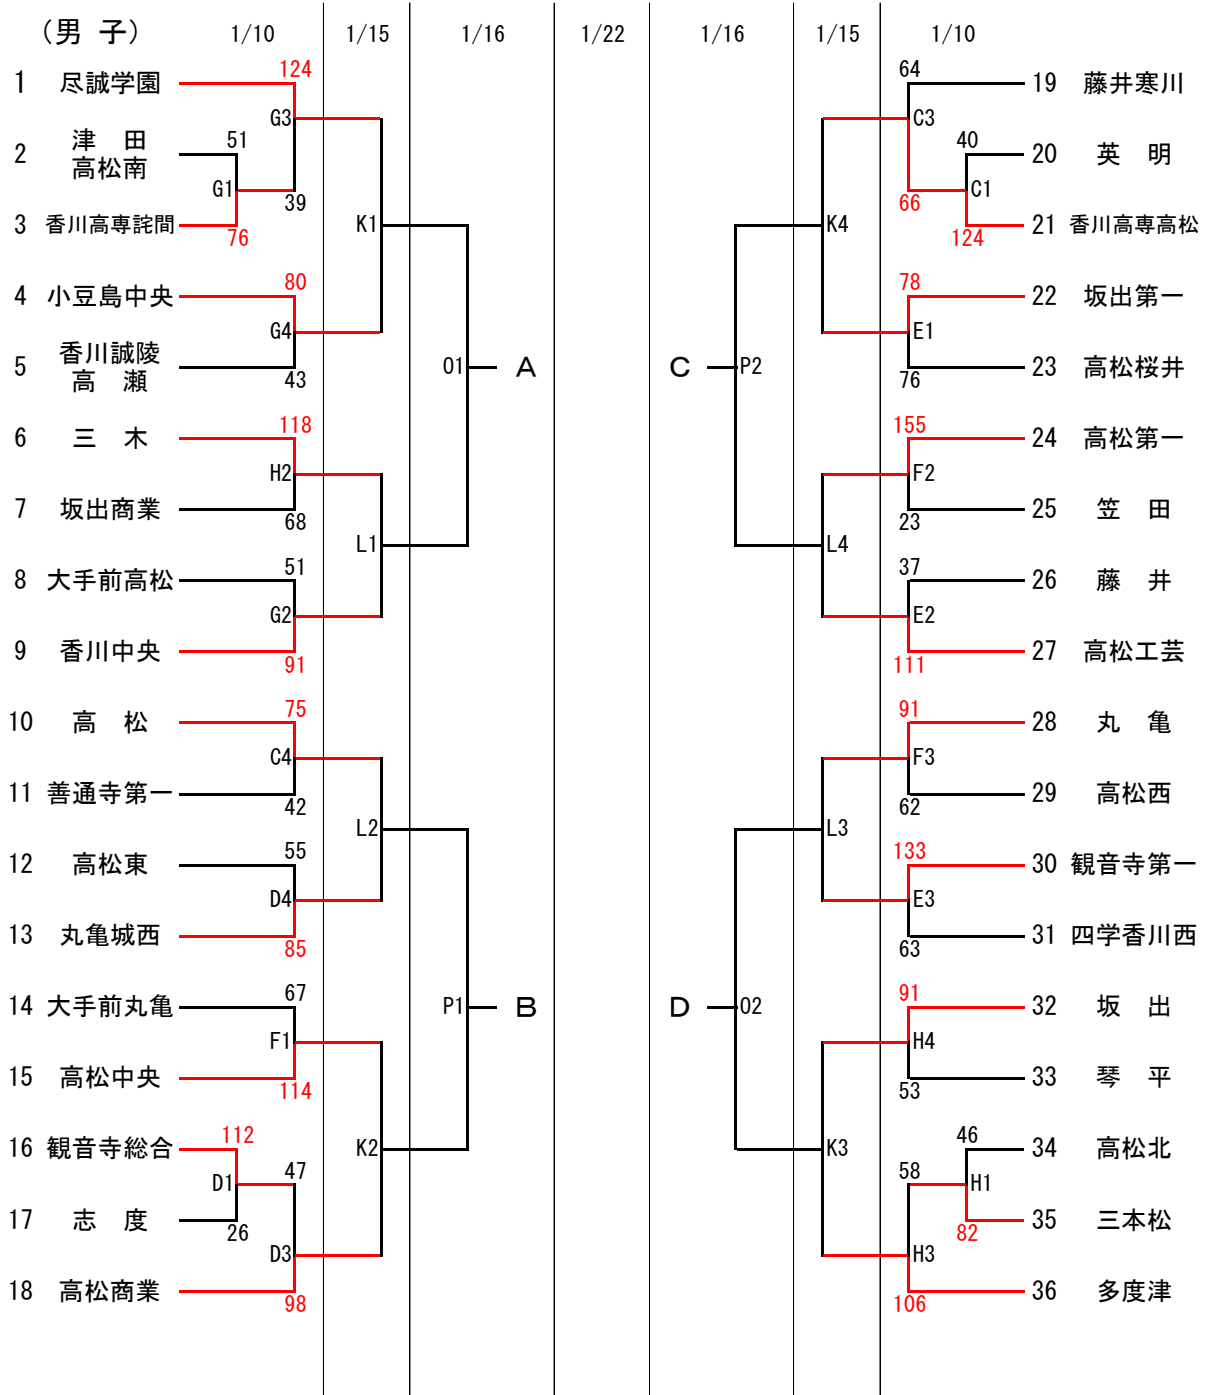 (男 子)
1/10
1/15
1/16
1/22
1/16
1/15
1/10
1 尽誠学園
124
G3
2 津 田
高松南
51
G1
39
3 香川高専詫間
76
K1
4 小豆島中央
80
G4
5 香川誠陵
高 瀬
43
O1
A
6 三 木
118
H2
7 坂出商業
68
L1
8 大手前高松
51
G2
9 香川中央
91
10 高 松
75
C4
11 善通寺第一
42
L2
12 高松東
55
D4
13 丸亀城西
85
P1
B
14 大手前丸亀
67
F1
15 高松中央
114
K2
16 観音寺総合
112
D1
47
17 志 度
26
D3
18 高松商業
98
64
19 藤井寒川
C3
40
20 英 明
C1
66
124
21 香川高専高松
K4
78
22 坂出第一
E1
76
23 高松桜井
C
P2
155
24 高松第一
F2
23
25 笠 田
L4
37
26 藤 井
E2
111
27 高松工芸
91
28 丸 亀
F3
62
29 高松西
L3
133
30 観音寺第一
E3
63
31 四学香川西
D
O2
91
32 坂 出
H4
53
33 琴 平
K3
46
34 高松北
58
H1
82
35 三本松
H3
106
36 多度津